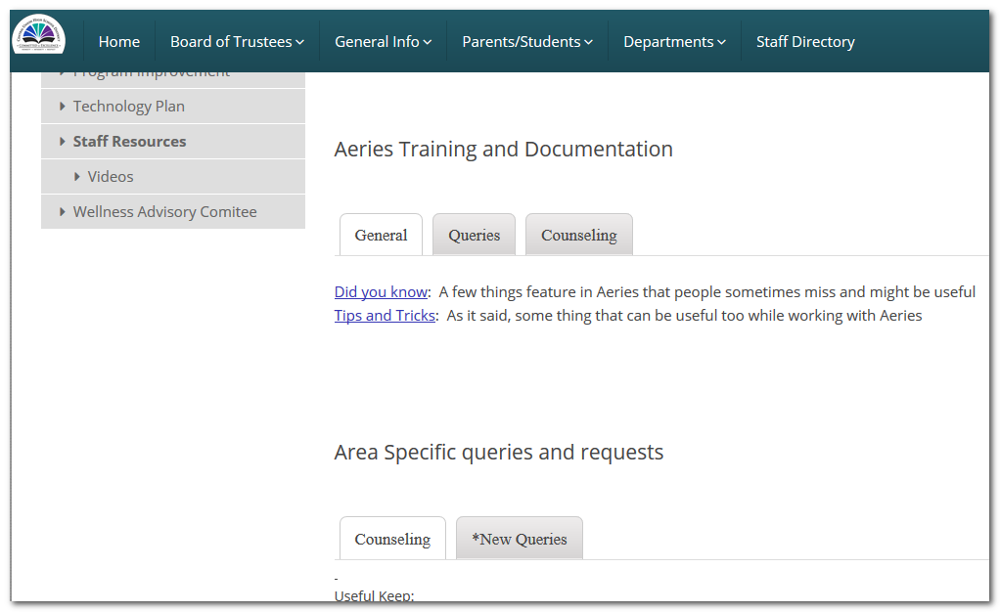 Home
Board of Trustees
General Info
Parents/Students
Departments
Staff Directory
Program Improvement
Technology Plan
Staff Resources
Videos
Wellness Advisory Comitee
Aeries Training and Documentation
General
Queries
Counseling
Did you know:  A few things feature in Aeries that people sometimes miss and might be useful
Tips and Tricks:  As it said, some thing that can be useful too while working with Aeries
Area Specific queries and requests
Counseling
*New Queries
-
Useful Keep: